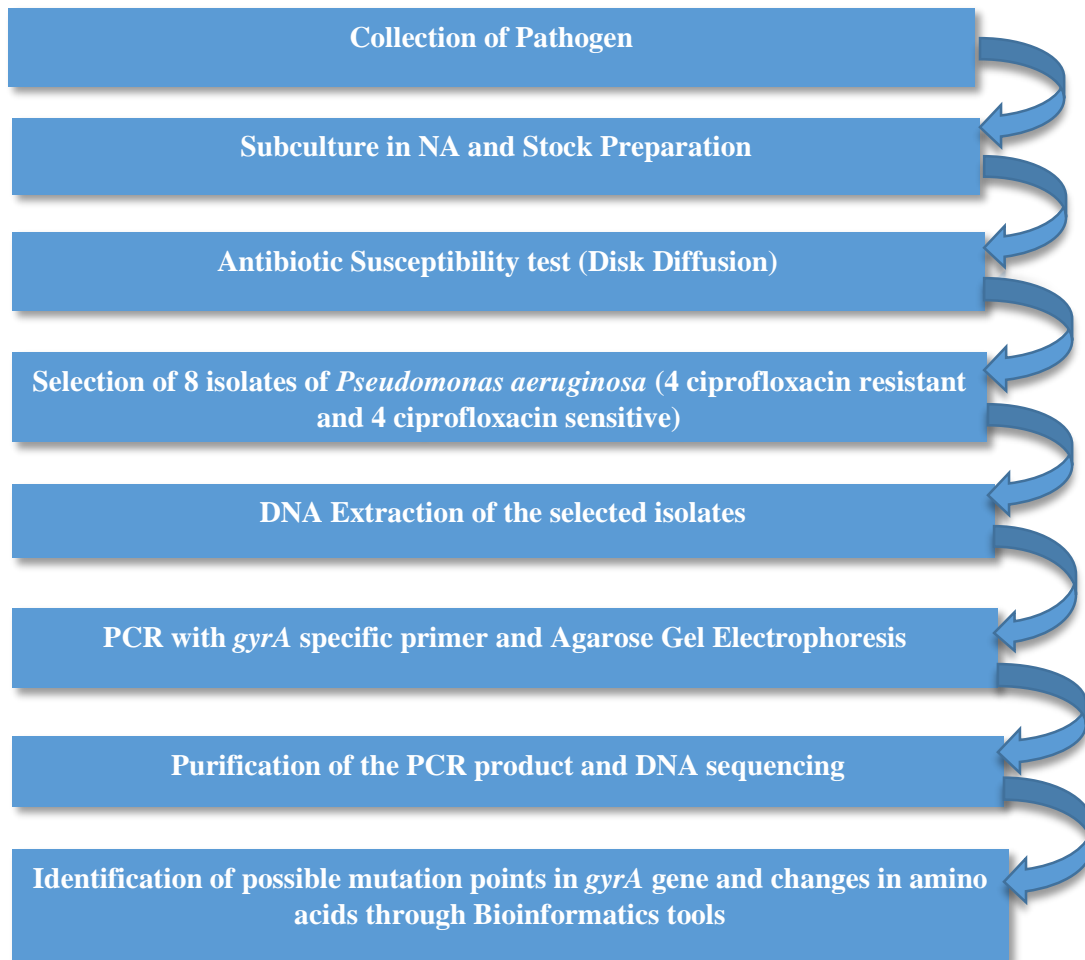 Collection of Pathogen
Subculture in NA and Stock Preparation
Antibiotic Susceptibility test (Disk Diffusion)
Selection of 8 isolates of Pseudomonas aeruginosa (4 ciprofloxacin resistant
and 4 ciprofloxacin sensitive)
DNA Extraction of the selected isolates
PCR with gyrA specific primer and Agarose Gel Electrophoresis
Purification of the PCR product and DNA sequencing
Identification of possible mutation points in gyrA gene and changes in amino
acids through Bioinformatics tools